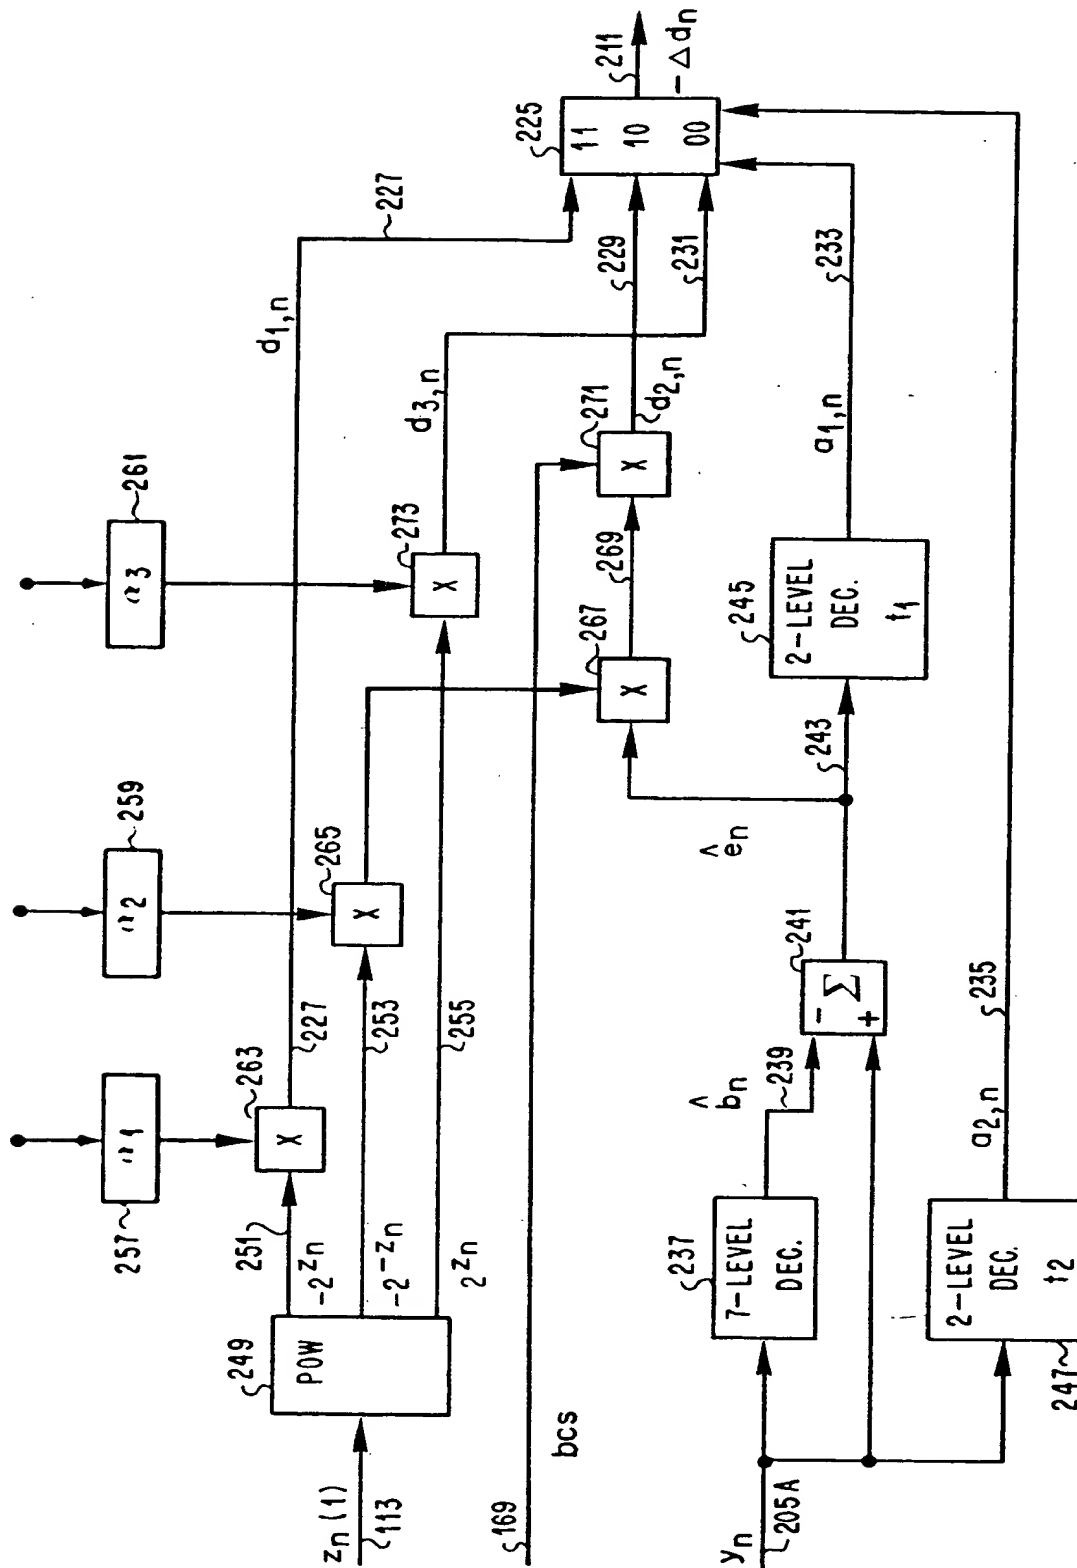 257
α1
259
α2
261
α3
zn (1)
113
249
POW
251
-2^zn
-2^-zn
2^zn
263
X
227
253
255
265
X
273
X
d1,n
d3,n
227
169
bcs
267
X
269
271
X
d2,n
229
231
225
11
10
00
211
-Δdn
yn
205A
237
7-LEVEL
DEC.
b̂n
239
241
-
+
Σ
ên
243
245
2-LEVEL
DEC.
t1
a1,n
233
247
2-LEVEL
DEC.
t2
a2,n
235